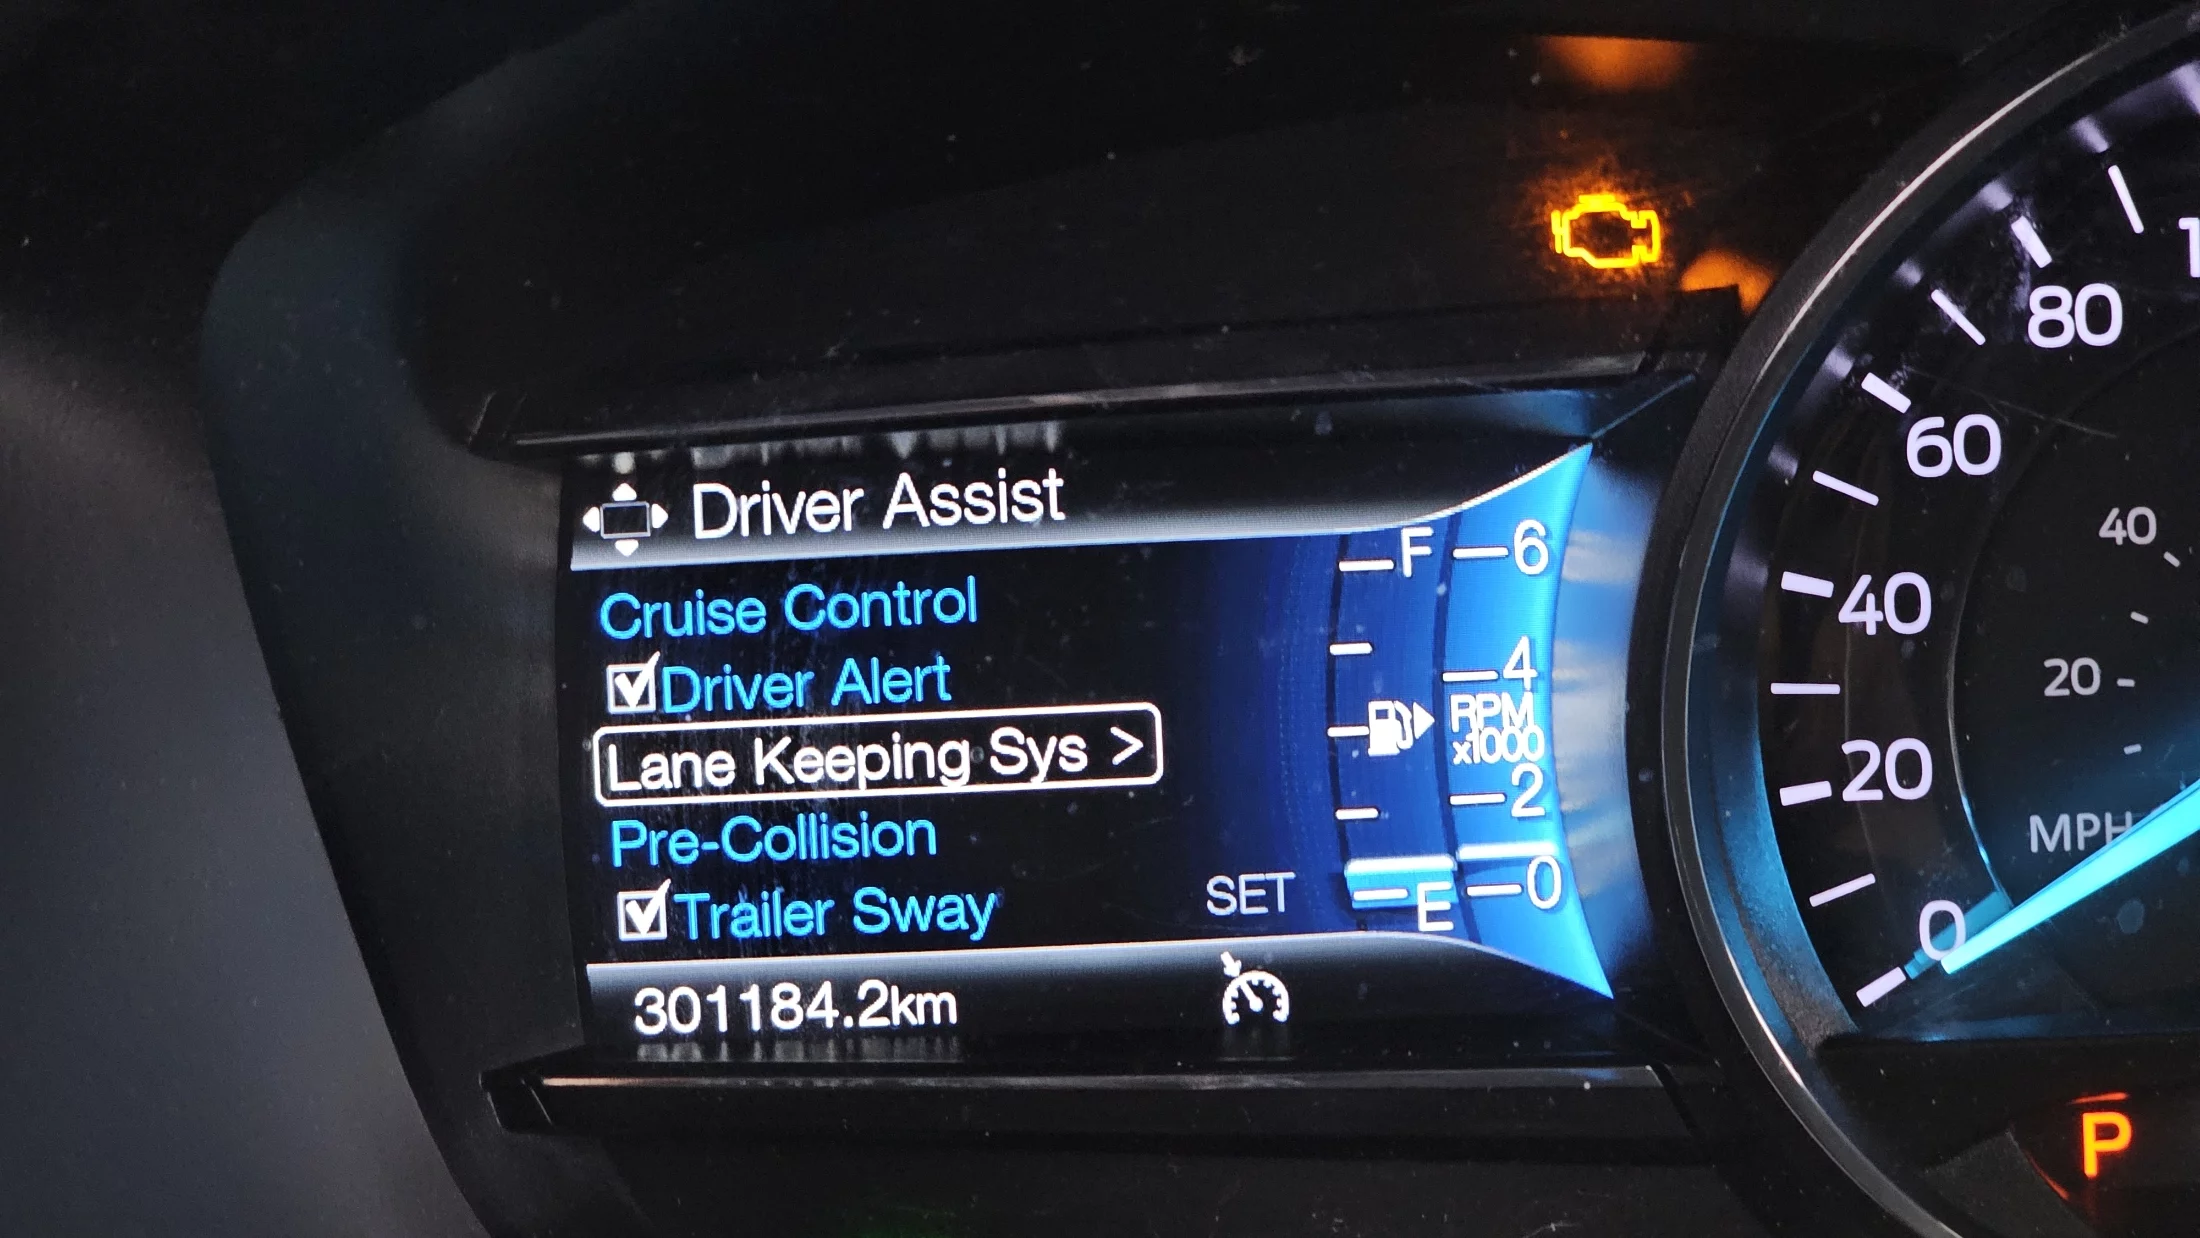 Driver Assist
Cruise Control
Driver Alert
Lane Keeping Sys >
Pre-Collision
Trailer Sway
SET
301184.2km
F
E
6
4
RPM
x1000
2
0
80
60
40
20
0
40
20
MPH
P